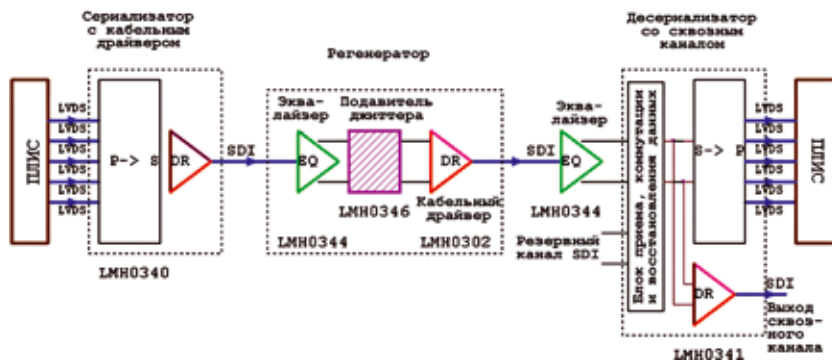 Сериализатор
с кабельным
драйвером
ПЛИС
LVDS
LVDS
LVDS
LVDS
LVDS
P-> S
DR
SDI
LMH0340
Регенератор
Эква-
лайзер
Подавитель
джиттера
EQ
DR
LMH0346
Кабельный
драйвер
LMH0344
LMH0302
SDI
Эква-
лайзер
EQ
LMH0344
Резервный
канал SDI
Десериализатор
со сквозным
каналом
Блок приема, коммутации
и восстановления данных
S-> P
LVDS
LVDS
LVDS
LVDS
LVDS
ПЛИС
DR
SDI
Выход
сквоз-
ного
канала
LMH0341